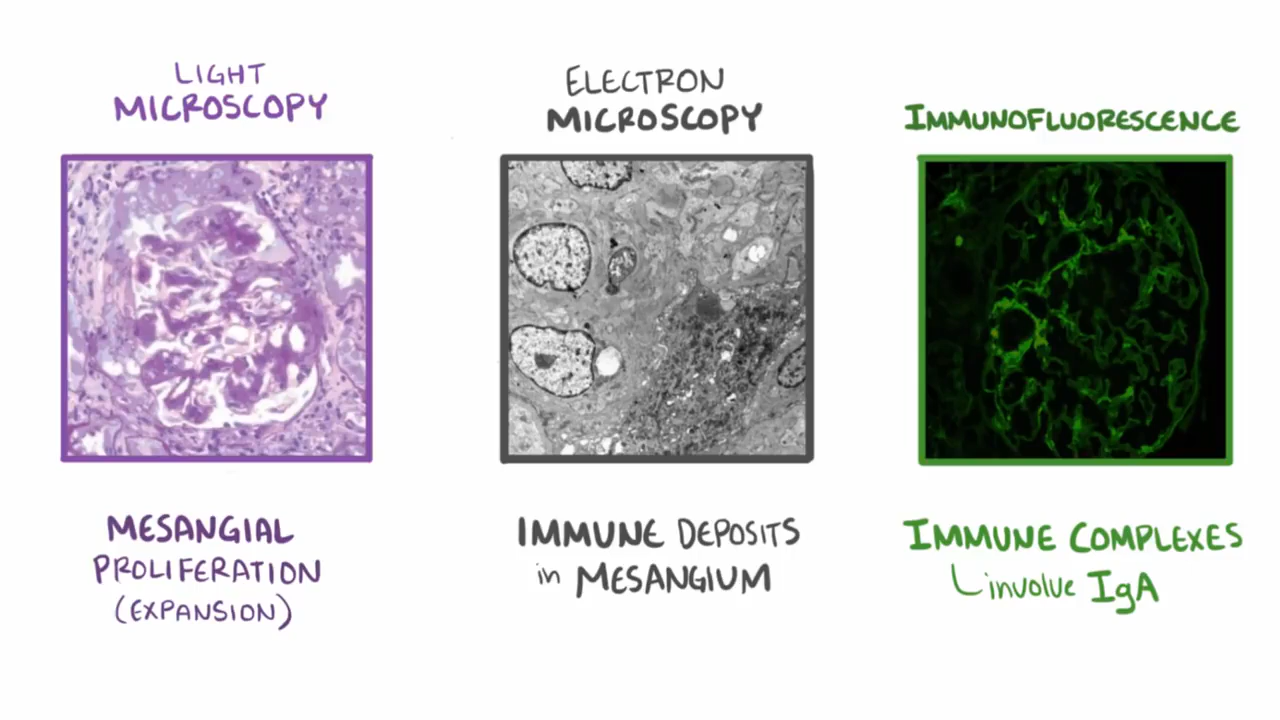 LIGHT
MICROSCOPY
ELECTRON
MICROSCOPY
IMMUNOFLUORESCENCE
MESANGIAL
PROLIFERATION
(EXPANSION)
IMMUNE DEPOSITS
in MESANGIUM
IMMUNE COMPLEXES
involve IgA